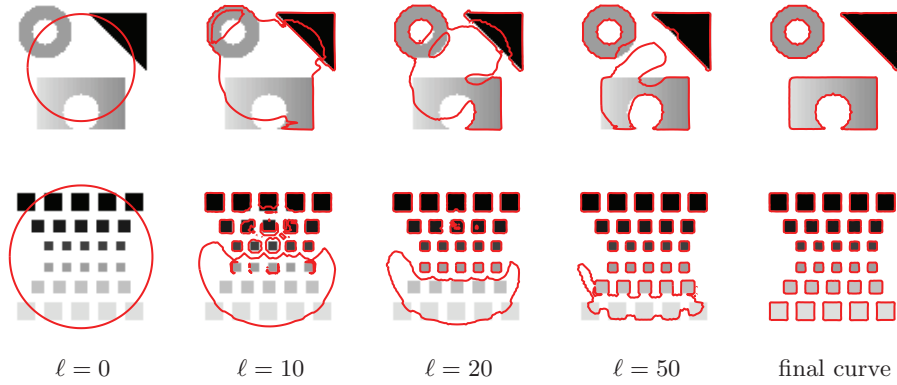 ℓ = 0 ℓ = 10 ℓ = 20 ℓ = 50 final curve